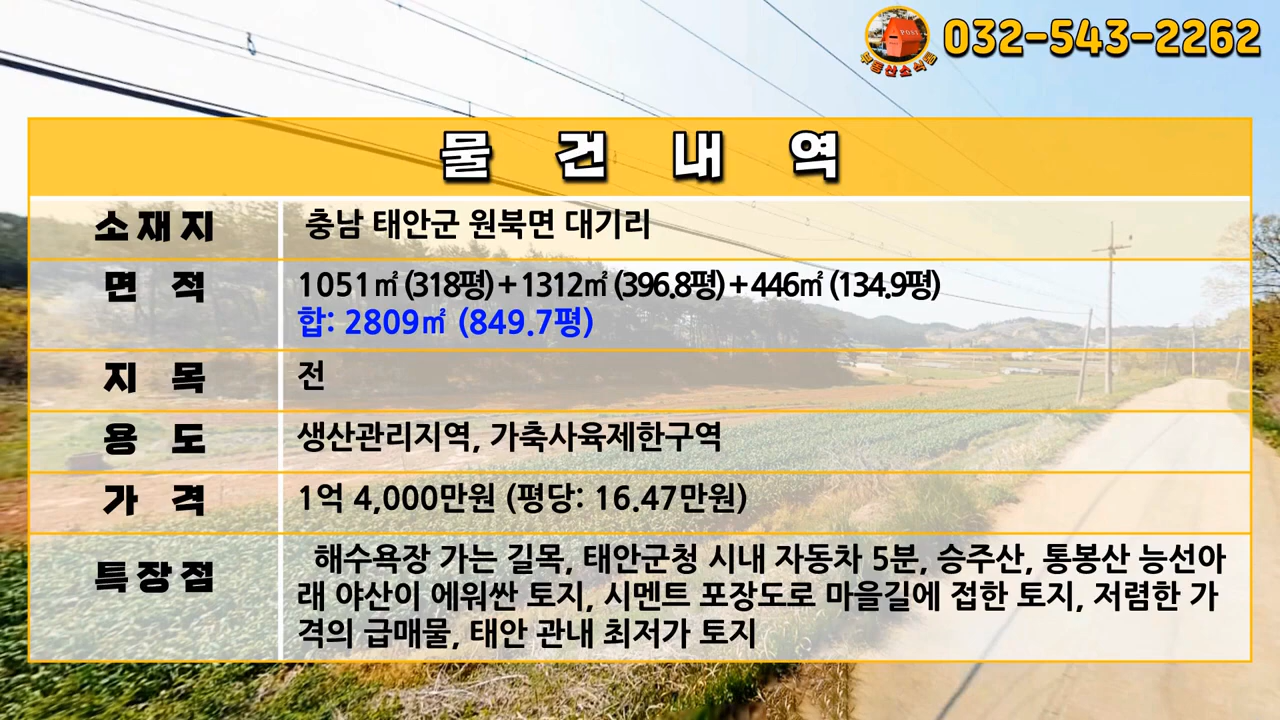 부동산소식통
POST
032-543-2262
물 건 내 역
소재지
충남 태안군 원북면 대기리
면 적
1051㎡ (318평) + 1312㎡ (396.8평) + 446㎡ (134.9평)
합: 2809㎡ (849.7평)
지 목
전
용 도
생산관리지역, 가축사육제한구역
가 격
1억 4,000만원 (평당: 16.47만원)
특장점
해수욕장 가는 길목, 태안군청 시내 자동차 5분, 승주산, 통봉산 능선아
래 야산이 에워싼 토지, 시멘트 포장도로 마을길에 접한 토지, 저렴한 가
격의 급매물, 태안 관내 최저가 토지